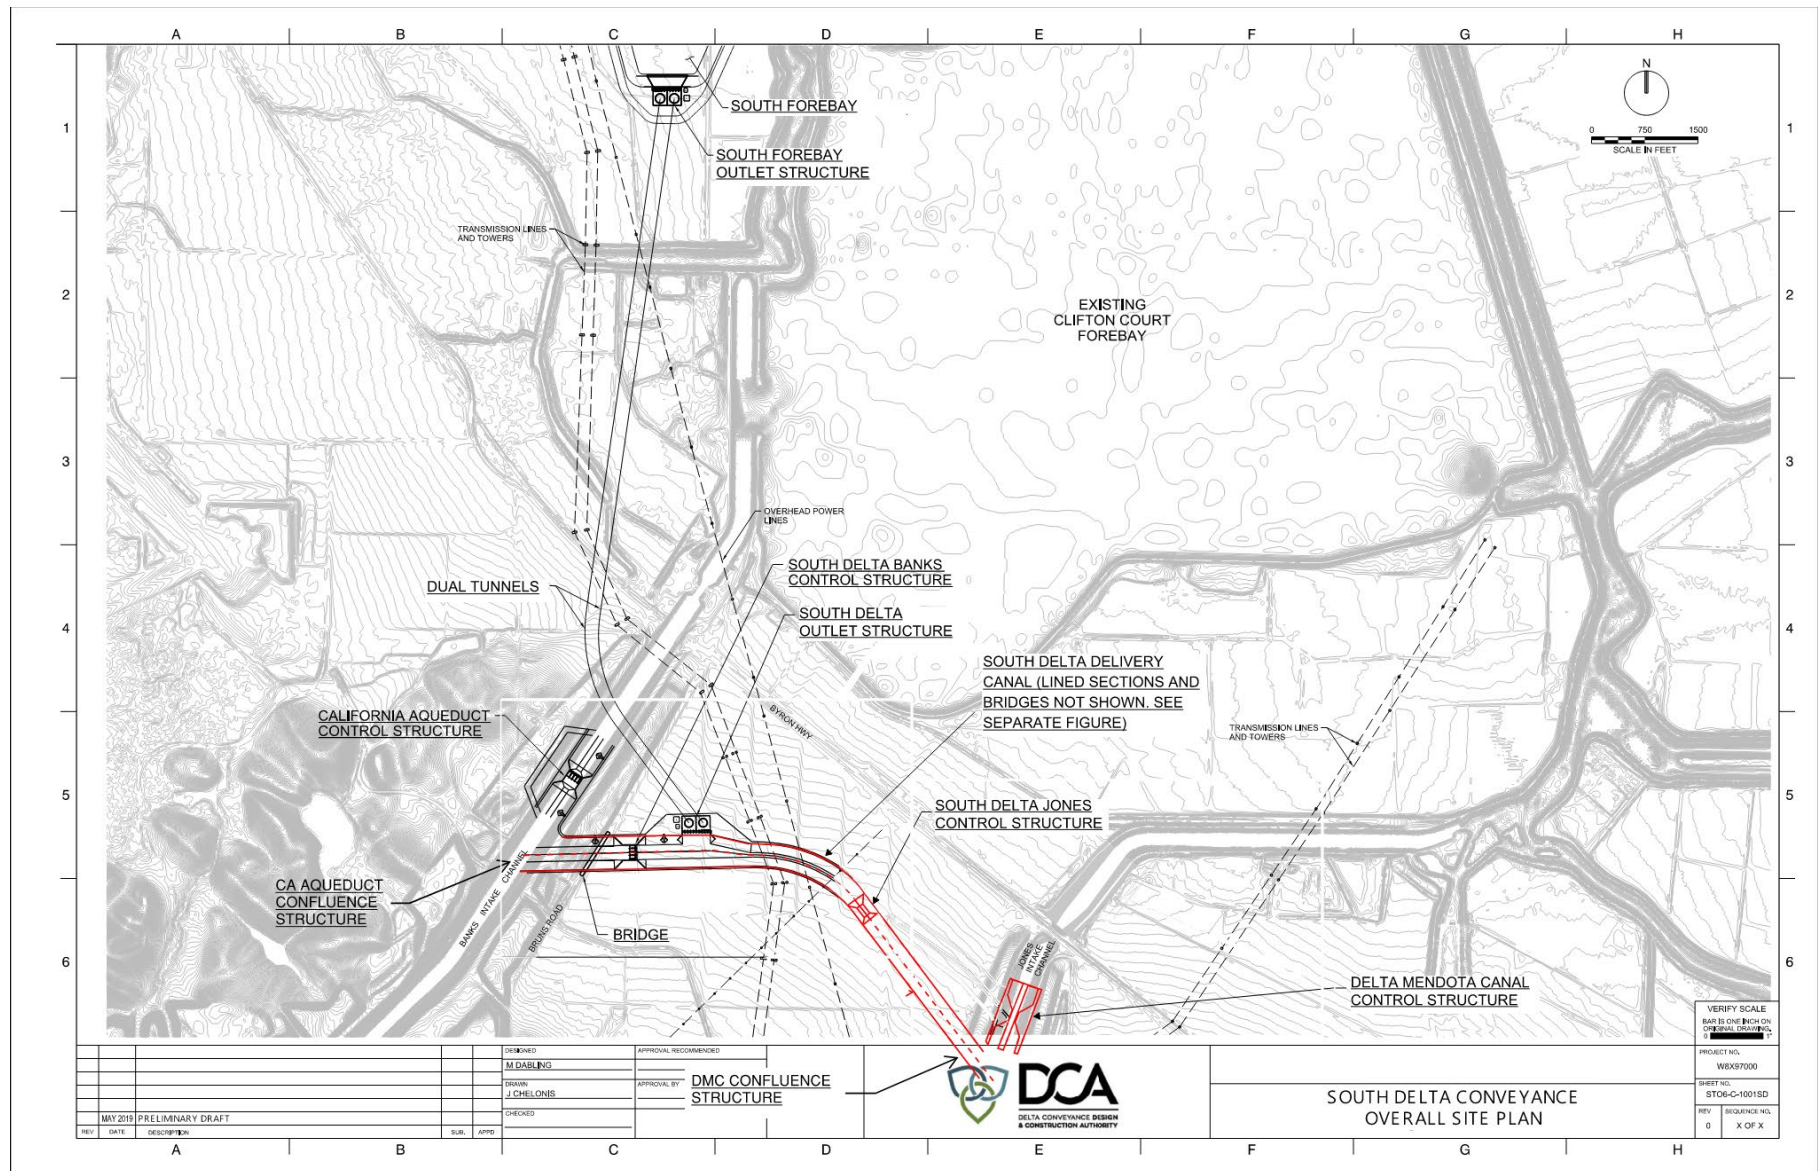 A B C D E F G H
1
2
3
4
5
6
1
2
3
4
5
6
N
0 750 1500
SCALE IN FEET
SOUTH FOREBAY
SOUTH FOREBAY
OUTLET STRUCTURE
TRANSMISSION LINES
AND TOWERS
EXISTING
CLIFTON COURT
FOREBAY
OVERHEAD POWER
LINES
SOUTH DELTA BANKS
CONTROL STRUCTURE
DUAL TUNNELS
SOUTH DELTA
OUTLET STRUCTURE
SOUTH DELTA DELIVERY
CANAL (LINED SECTIONS AND
BRIDGES NOT SHOWN. SEE
SEPARATE FIGURE)
BYRON HWY
CALIFORNIA AQUEDUCT
CONTROL STRUCTURE
TRANSMISSION LINES
AND TOWERS
SOUTH DELTA JONES
CONTROL STRUCTURE
CA AQUEDUCT
CONFLUENCE
STRUCTURE
BANKS INTAKE CHANNEL
BRUNS ROAD
BRIDGE
JONES
INTAKE
CHANNEL
DELTA MENDOTA CANAL
CONTROL STRUCTURE
VERIFY SCALE
BAR IS ONE INCH ON
ORIGINAL DRAWING.
0 1"
DESIGNED
M DABLING
DRAWN
J CHELONIS
CHECKED
APPROVAL RECOMMENDED
APPROVAL BY
DMC CONFLUENCE
STRUCTURE
DCA
DELTA CONVEYANCE DESIGN
& CONSTRUCTION AUTHORITY
SOUTH DELTA CONVEYANCE
OVERALL SITE PLAN
PROJECT NO.
W8X97000
SHEET NO.
STO6-C-1001SD
REV
0
SEQUENCE NO.
X OF X
MAY 2019 PRELIMINARY DRAFT
REV DATE DESCRIPTION SUB. APPD
A B C D E F G H